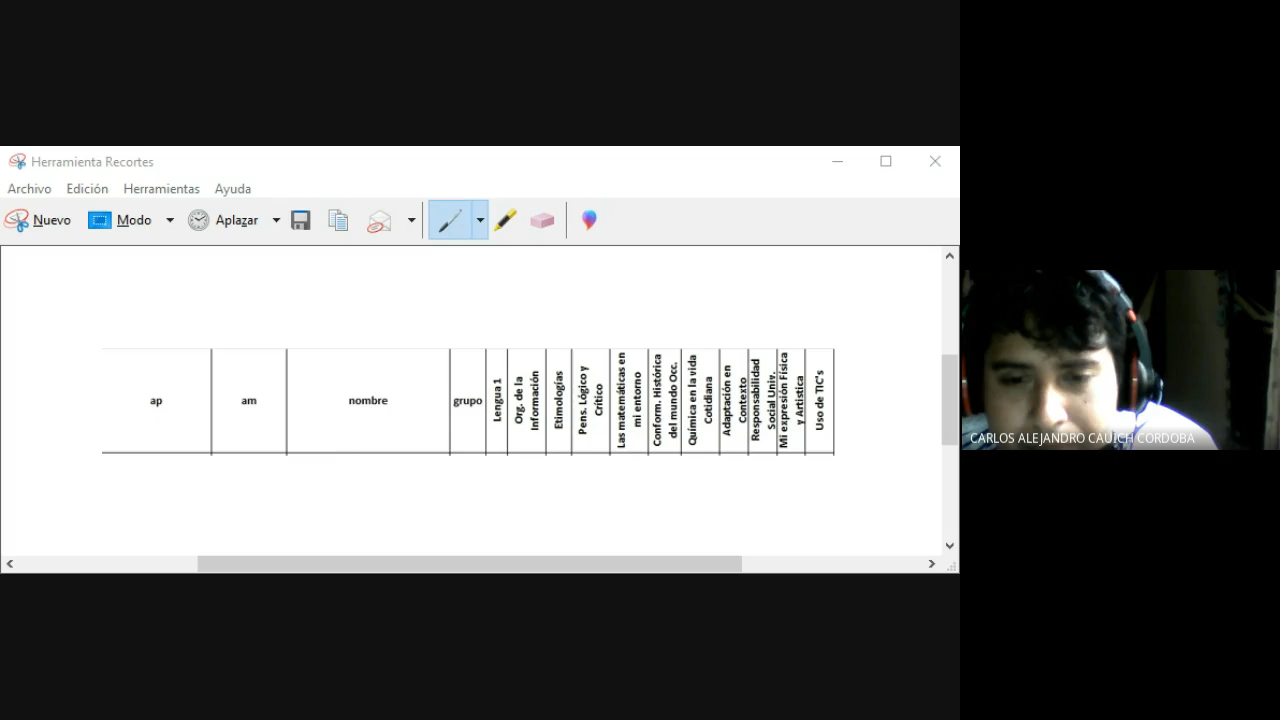 Herramienta Recortes
Archivo Edición Herramientas Ayuda
Nuevo Modo Aplazar
ap
am
nombre
grupo
Lengua 1
Org. de la
Información
Etimologías
Pens. Lógico y
Crítico
Las matemáticas en
mi entorno
Conform. Histórica
del mundo Occ.
Química en la vida
Cotidiana
Adaptación en
Contexto
Responsabilidad
Social Univ.
Mi expresión Física
y Artistica
Uso de TIC's
CARLOS ALEJANDRO CAUICH CORDOBA